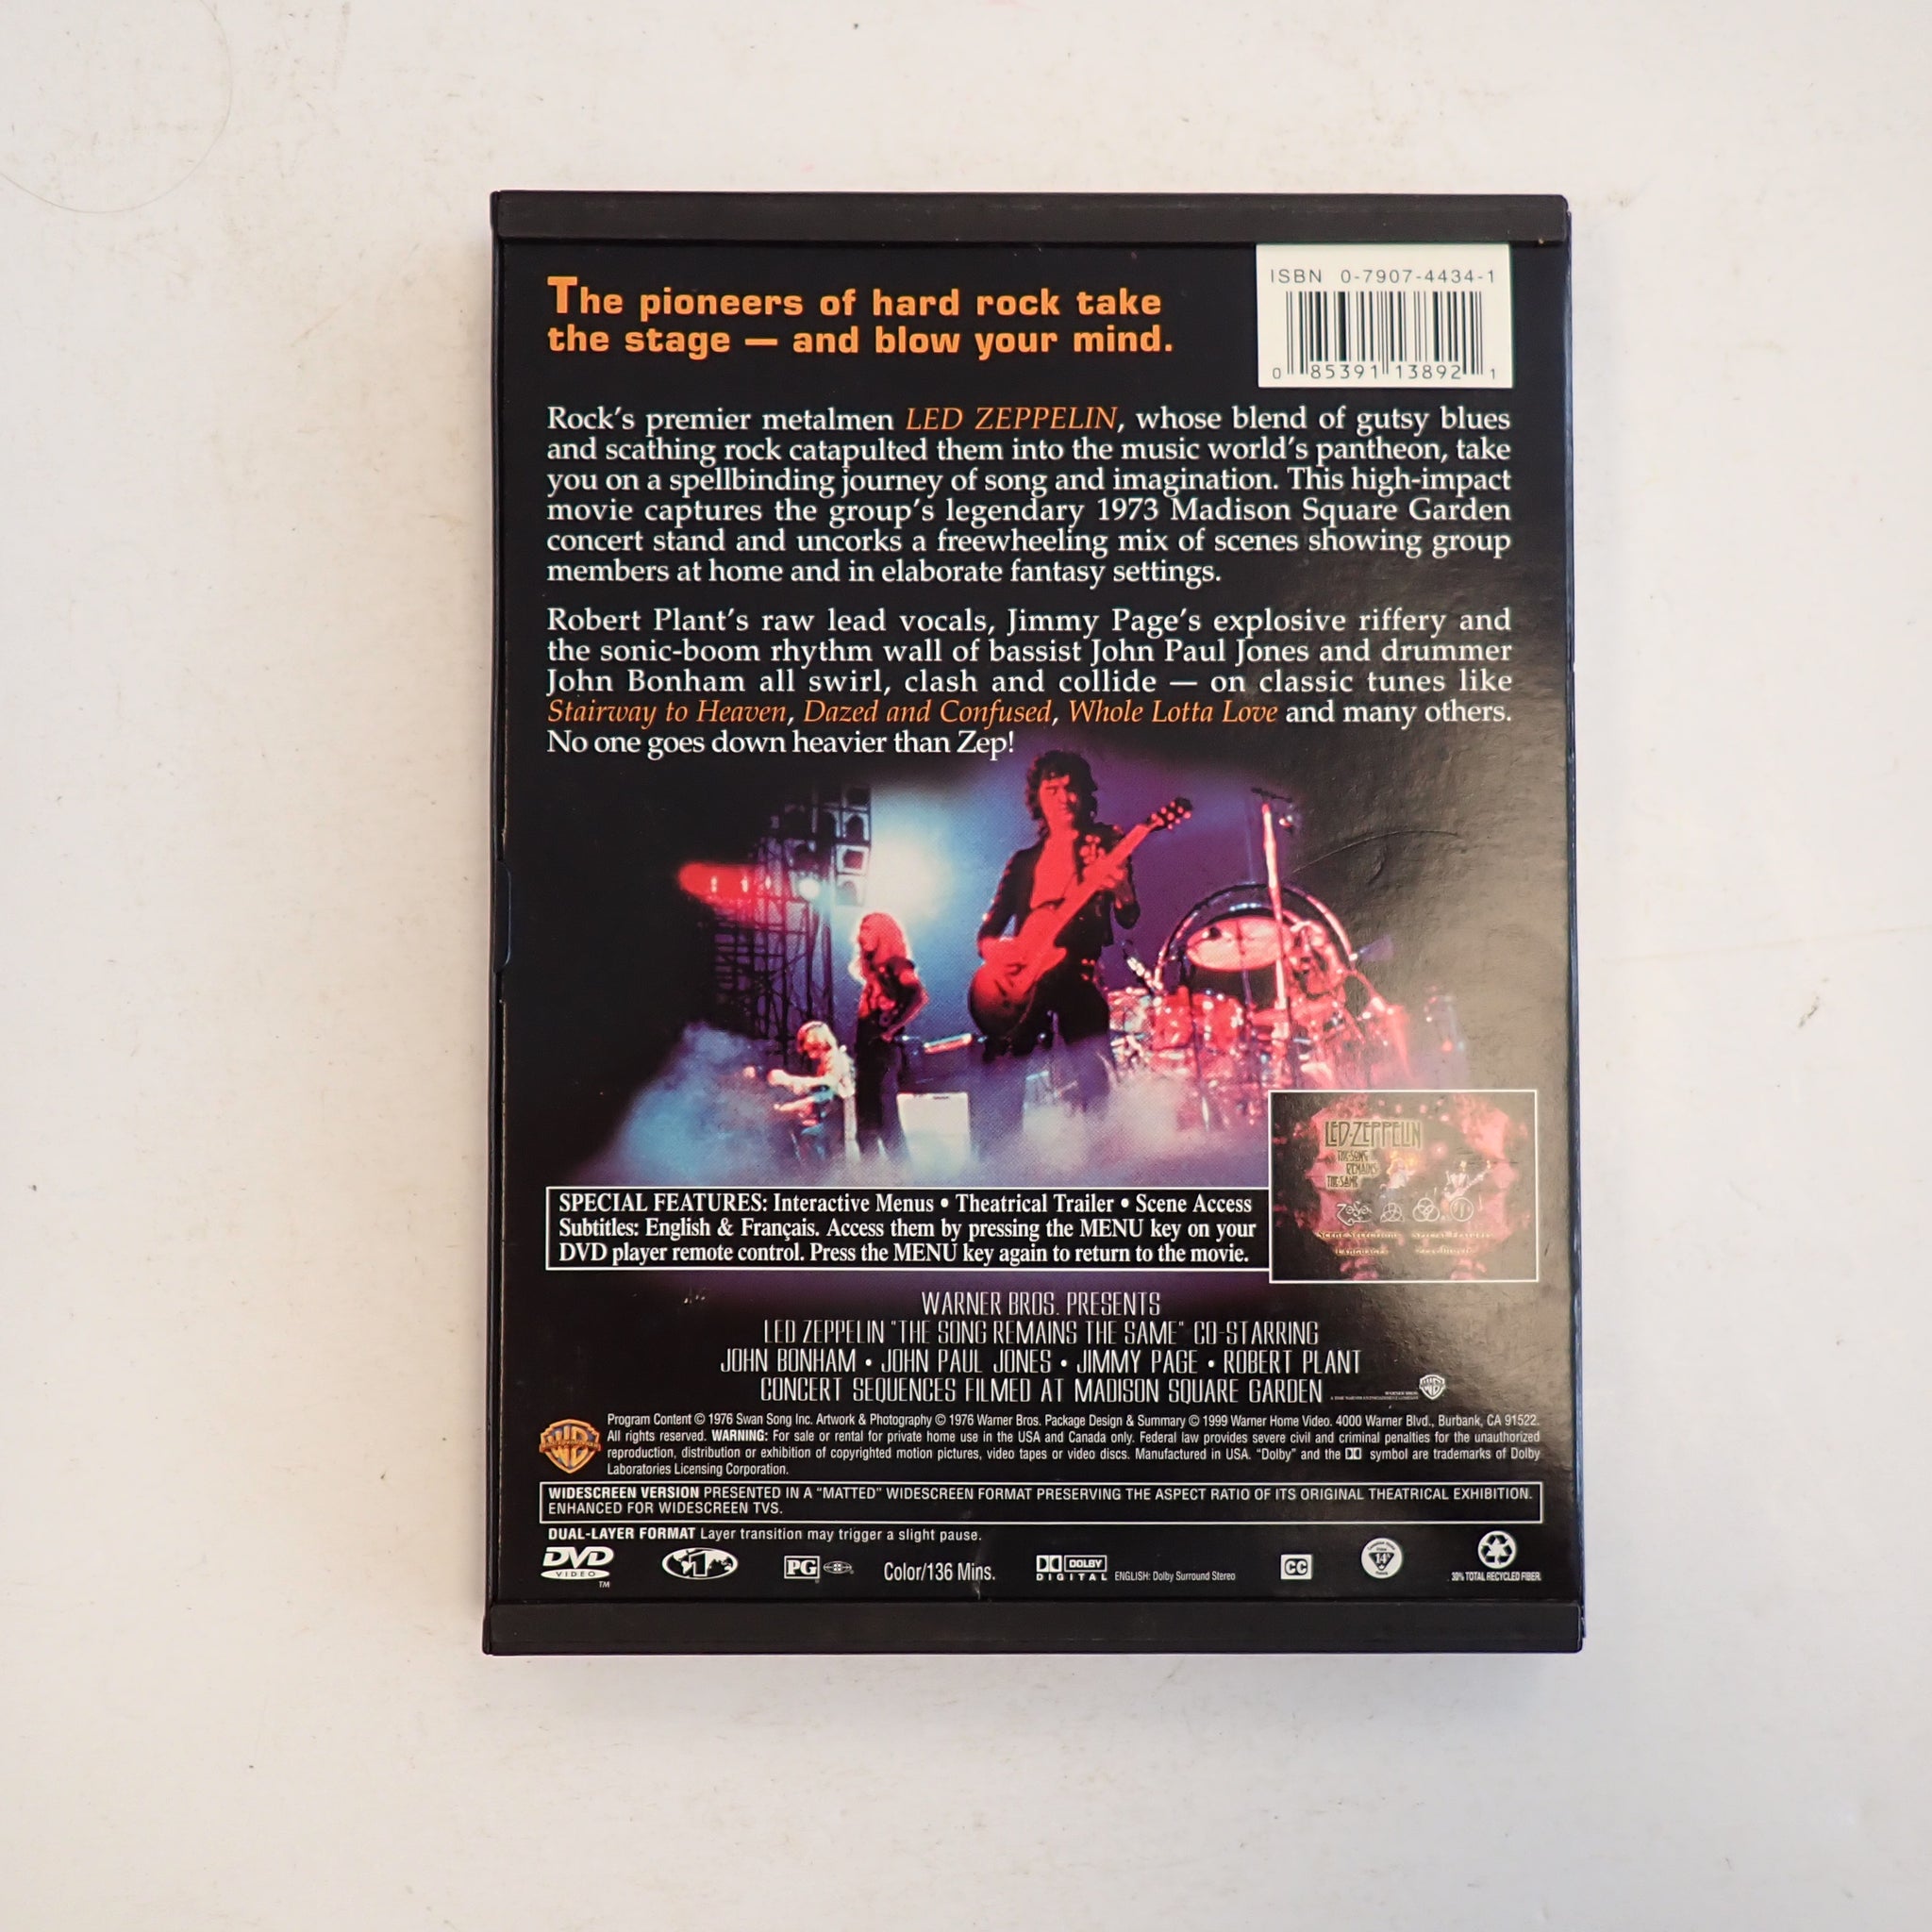 The pioneers of hard rock take
the stage — and blow your mind.
ISBN 0-7907-4434-1
0 85391 13892 1
Rock's premier metalmen LED ZEPPELIN, whose blend of gutsy blues
and scathing rock catapulted them into the music world's pantheon, take
you on a spellbinding journey of song and imagination. This high-impact
movie captures the group's legendary 1973 Madison Square Garden
concert stand and uncorks a freewheeling mix of scenes showing group
members at home and in elaborate fantasy settings.
Robert Plant's raw lead vocals, Jimmy Page's explosive riffery and
the sonic-boom rhythm wall of bassist John Paul Jones and drummer
John Bonham all swirl, clash and collide — on classic tunes like
Stairway to Heaven, Dazed and Confused, Whole Lotta Love and many others.
No one goes down heavier than Zep!
LED ZEPPELIN
THE SONG
REMAINS
THE SAME
SCENE SELECTIONS SPECIAL FEATURES
LANGUAGES
SPECIAL FEATURES: Interactive Menus • Theatrical Trailer • Scene Access
Subtitles: English & Français. Access them by pressing the MENU key on your
DVD player remote control. Press the MENU key again to return to the movie.
WARNER BROS. PRESENTS
LED ZEPPELIN "THE SONG REMAINS THE SAME" CO-STARRING
JOHN BONHAM • JOHN PAUL JONES • JIMMY PAGE • ROBERT PLANT
CONCERT SEQUENCES FILMED AT MADISON SQUARE GARDEN
Program Content © 1976 Swan Song Inc. Artwork & Photography © 1976 Warner Bros. Package Design & Summary © 1999 Warner Home Video. 4000 Warner Blvd., Burbank, CA 91522.
All rights reserved. WARNING: For sale or rental for private home use in the USA and Canada only. Federal law provides severe civil and criminal penalties for the unauthorized
reproduction, distribution or exhibition of copyrighted motion pictures, video tapes or video discs. Manufactured in USA. "Dolby" and the symbol are trademarks of Dolby
Laboratories Licensing Corporation.
WIDESCREEN VERSION PRESENTED IN A "MATTED" WIDESCREEN FORMAT PRESERVING THE ASPECT RATIO OF ITS ORIGINAL THEATRICAL EXHIBITION.
ENHANCED FOR WIDESCREEN TVS.
DUAL-LAYER FORMAT Layer transition may trigger a slight pause.
DVD VIDEO TM 1 PG Color/136 Mins. DOLBY DIGITAL ENGLISH: Dolby Surround Stereo CC 14 30% TOTAL RECYCLED FIBER